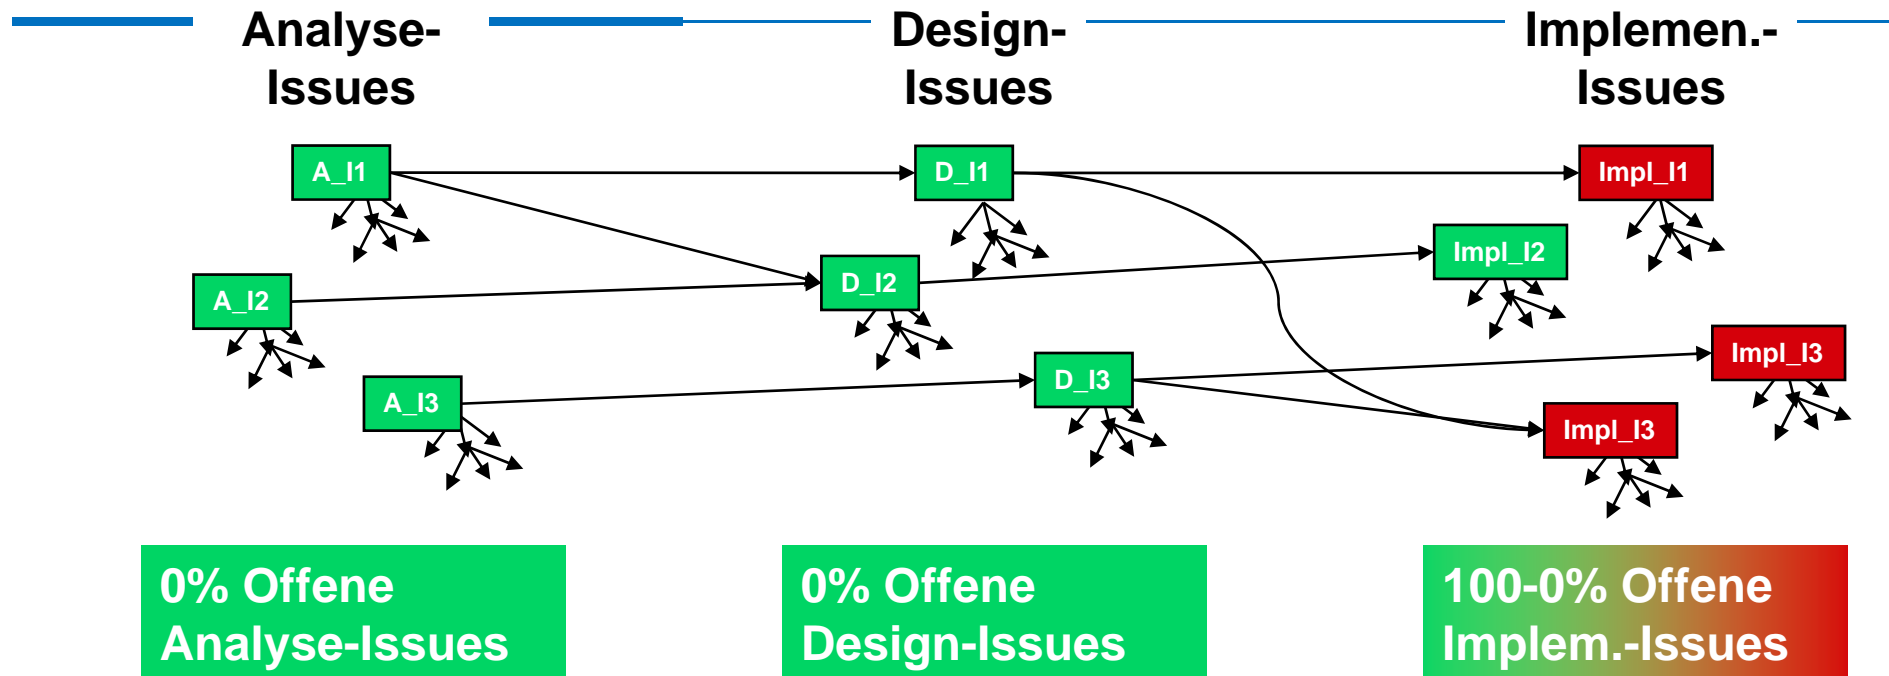 Analyse-
Issues
Design-
Issues
Implemen.-
Issues
A_I1
D_I1
Impl_I1
A_I2
D_I2
Impl_I2
A_I3
D_I3
Impl_I3
Impl_I3
0% Offene
Analyse-Issues
0% Offene
Design-Issues
100-0% Offene
Implem.-Issues